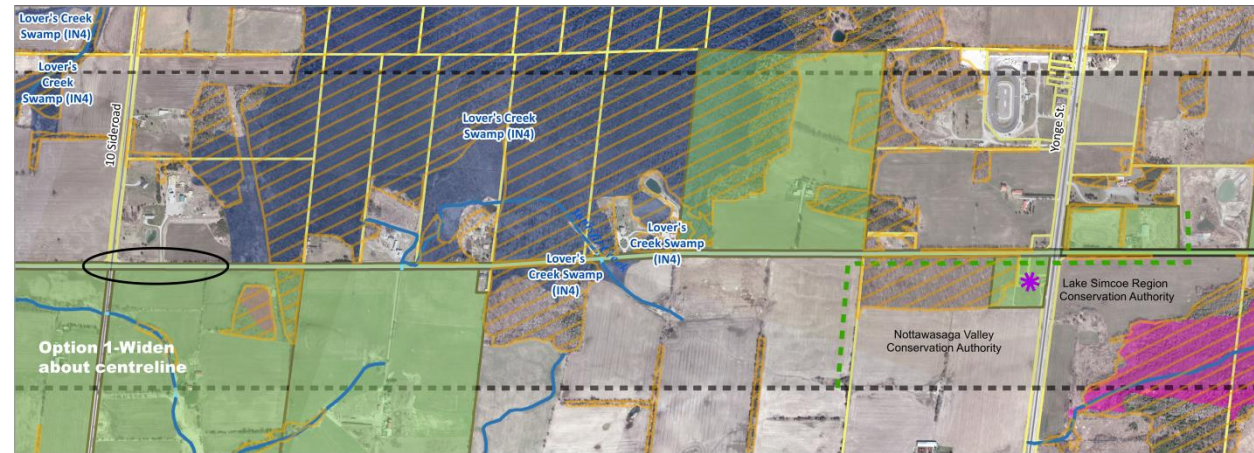 Lover's Creek
Swamp (IN4)
Lover's
Creek
Swamp (IN4)
10 Sideroad
Lover's Creek
Swamp (IN4)
Yonge St.
Lover's
Creek Swamp
(IN4)
Lover's
Creek Swamp
(IN4)
Lake Simcoe Region
Conservation Authority
Nottawasaga Valley
Conservation Authority
Option 1-Widen
about centreline